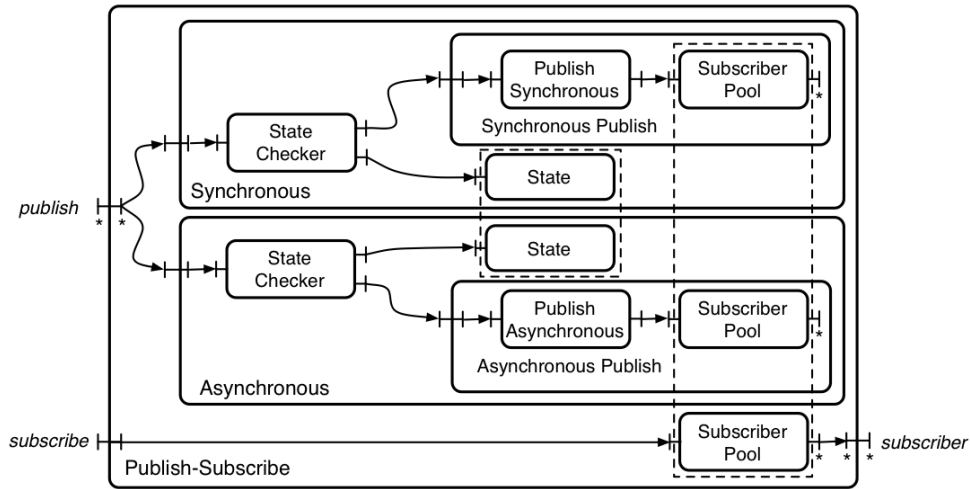 Publish
Synchronous
Subscriber
Pool
*
Synchronous Publish
State
Checker
State
Synchronous
publish
* *
State
Checker
State
Publish
Asynchronous
Subscriber
Pool
*
Asynchronous Publish
Asynchronous
subscribe
Subscriber
Pool
* * *
subscriber
Publish-Subscribe